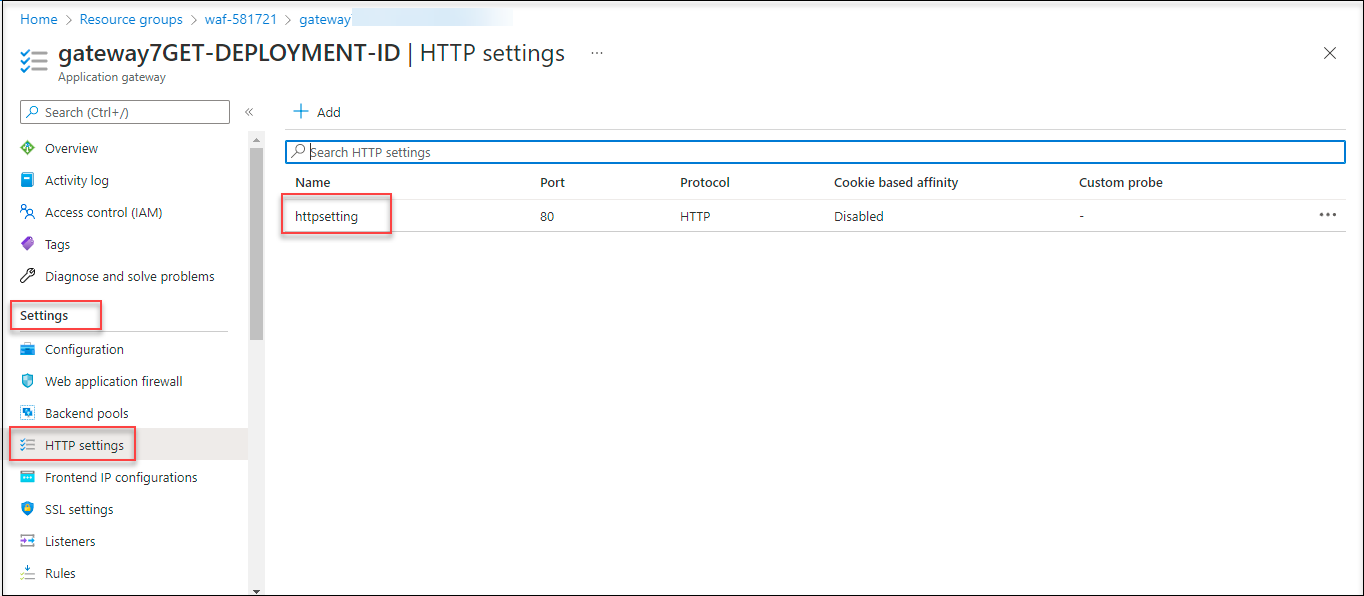 Home > Resource groups > waf-581721 > gateway
gateway7GET-DEPLOYMENT-ID | HTTP settings ...
Application gateway
Search (Ctrl+/) «
+ Add
Overview
Activity log
Access control (IAM)
Tags
Diagnose and solve problems
Settings
Configuration
Web application firewall
Backend pools
HTTP settings
Frontend IP configurations
SSL settings
Listeners
Rules
Search HTTP settings
Name Port Protocol Cookie based affinity Custom probe
httpsetting 80 HTTP Disabled - ...